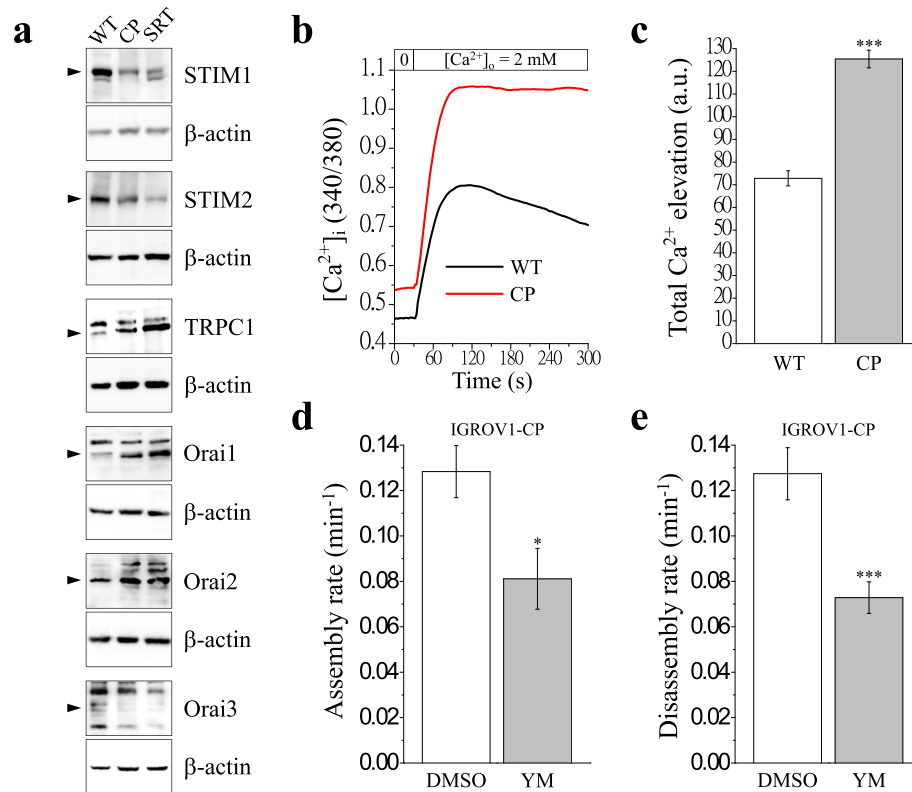 a
WT CP SRT
STIM1
β-actin
STIM2
β-actin
TRPC1
β-actin
Orai1
β-actin
Orai2
β-actin
Orai3
β-actin
b
0 [Ca²⁺]ₒ = 2 mM
[Ca²⁺]ᵢ (340/380)
1.1
1.0
0.9
0.8
0.7
0.6
0.5
0.4
WT
CP
0 60 120 180 240 300
Time (s)
c
Total Ca²⁺ elevation (a.u.)
130
120
110
100
90
80
70
60
50
40
30
20
10
0
***
WT CP
d
IGROV1-CP
Assembly rate (min⁻¹)
0.14
0.12
0.10
0.08
0.06
0.04
0.02
0.00
*
DMSO YM
e
IGROV1-CP
Disassembly rate (min⁻¹)
0.14
0.12
0.10
0.08
0.06
0.04
0.02
0.00
***
DMSO YM